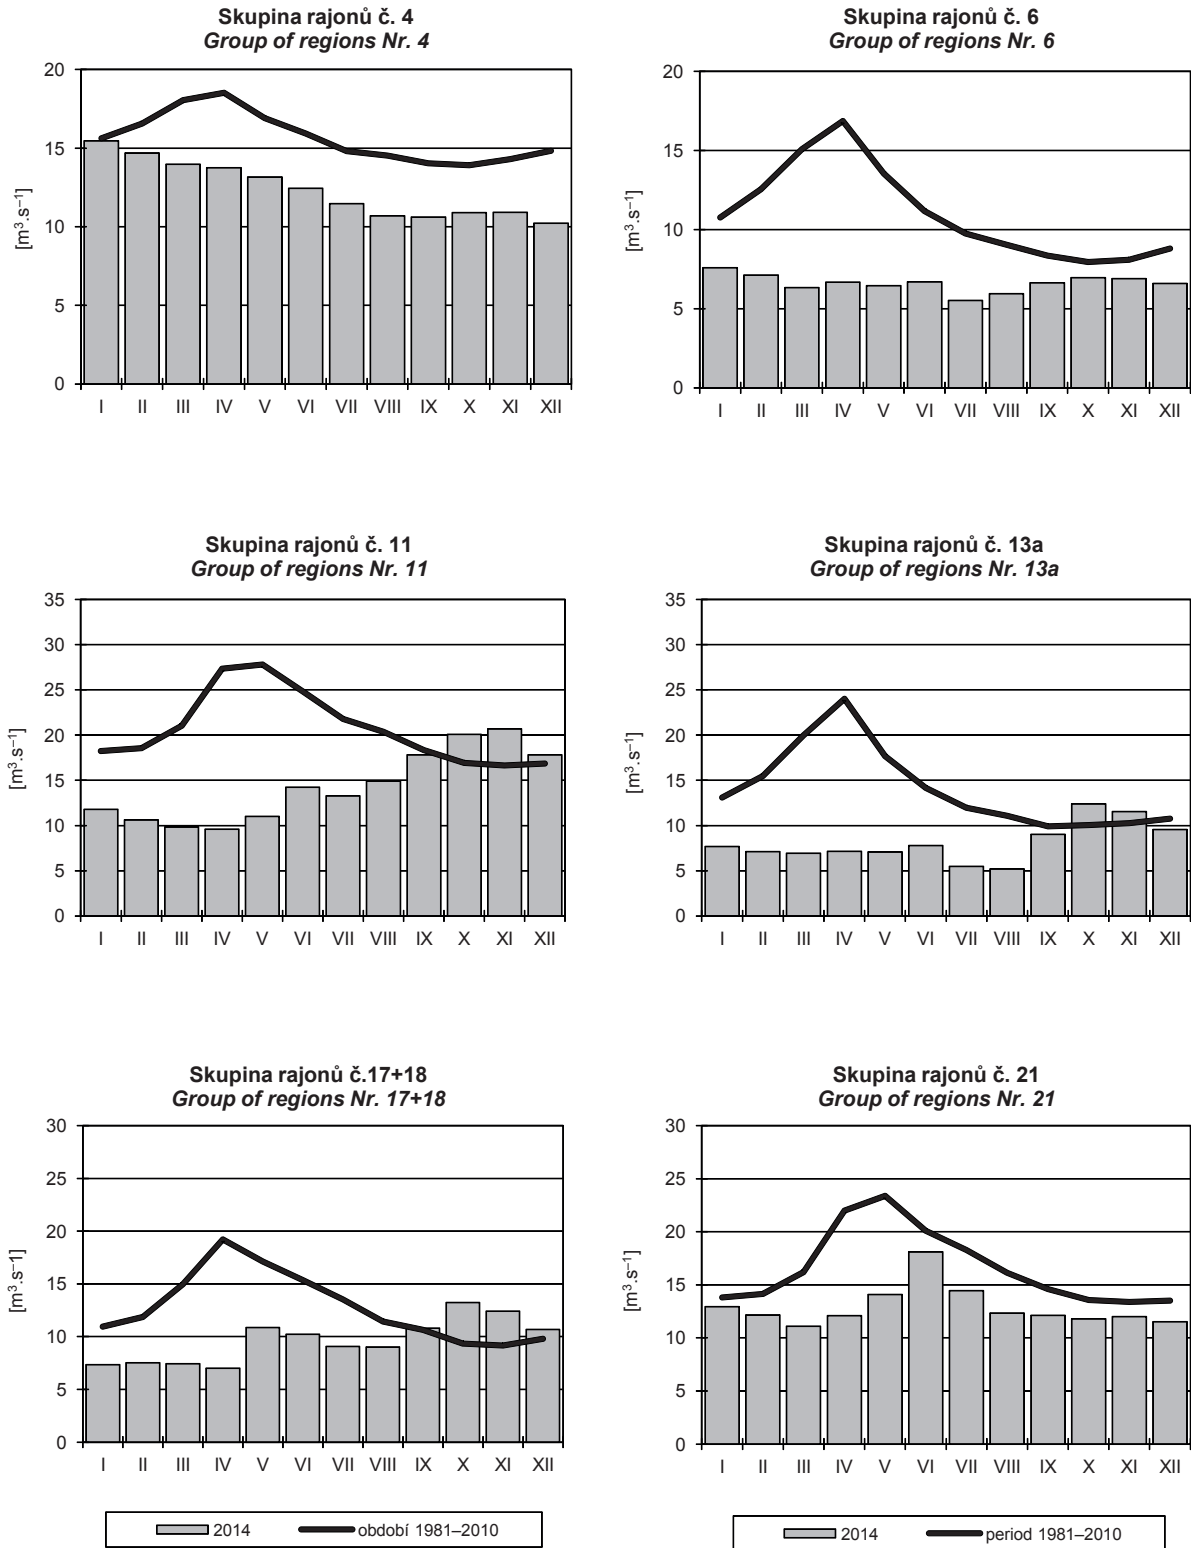 Skupina rajonů č. 4
Group of regions Nr. 4
[m³.s⁻¹]
20
15
10
5
0
I II III IV V VI VII VIII IX X XI XII
Skupina rajonů č. 6
Group of regions Nr. 6
[m³.s⁻¹]
20
15
10
5
0
I II III IV V VI VII VIII IX X XI XII
Skupina rajonů č. 11
Group of regions Nr. 11
[m³.s⁻¹]
35
30
25
20
15
10
5
0
I II III IV V VI VII VIII IX X XI XII
Skupina rajonů č. 13a
Group of regions Nr. 13a
[m³.s⁻¹]
35
30
25
20
15
10
5
0
I II III IV V VI VII VIII IX X XI XII
Skupina rajonů č.17+18
Group of regions Nr. 17+18
[m³.s–1]
30
25
20
15
10
5
0
I II III IV V VI VII VIII IX X XI XII
2014 období 1981–2010
Skupina rajonů č. 21
Group of regions Nr. 21
[m³.s⁻¹]
30
25
20
15
10
5
0
I II III IV V VI VII VIII IX X XI XII
2014 period 1981–2010